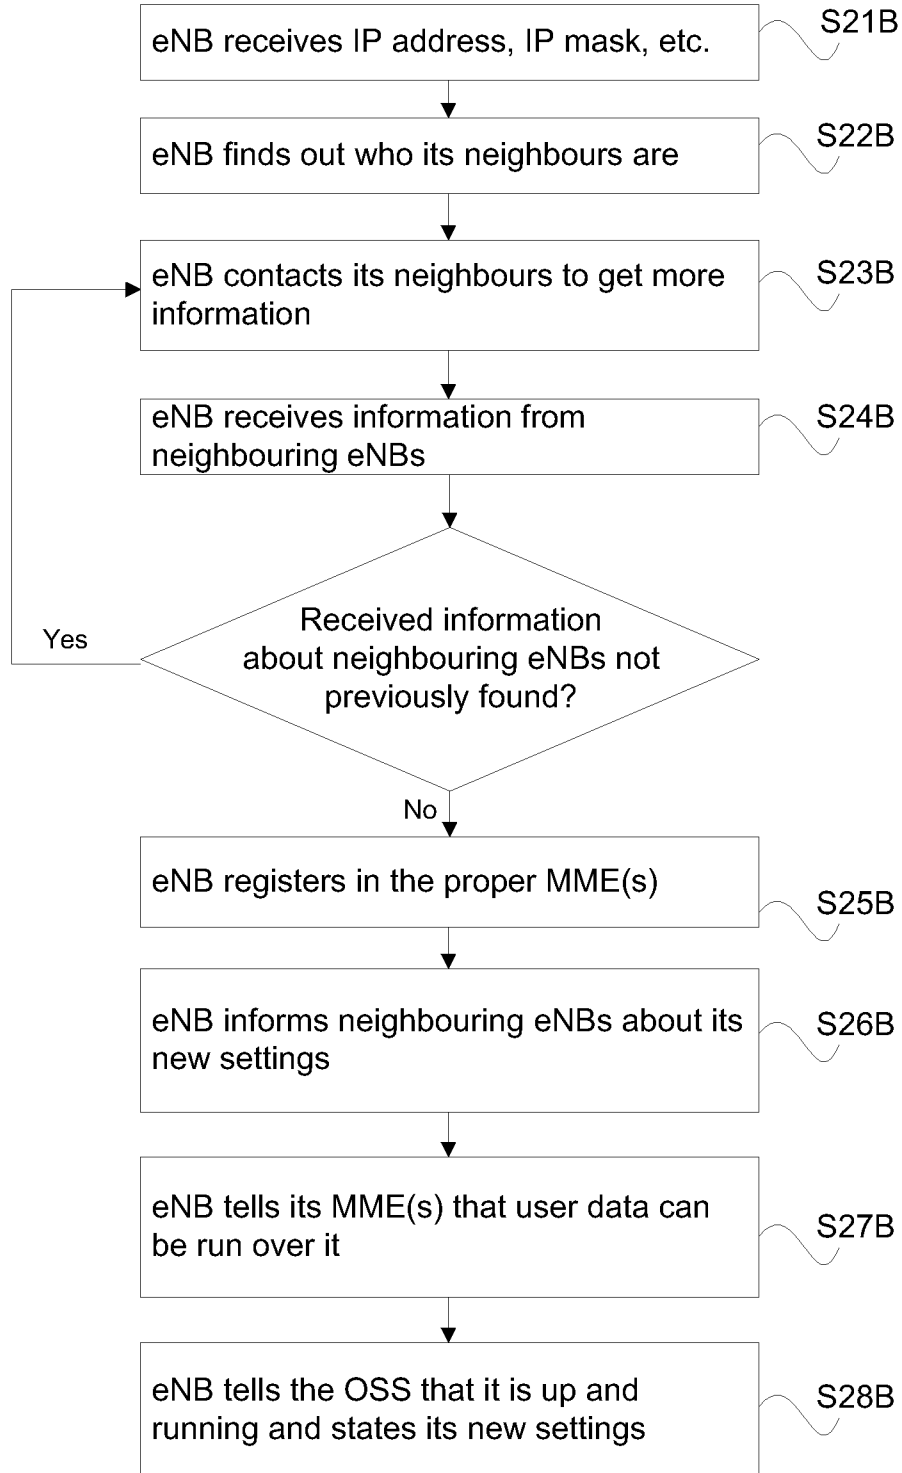 eNB receives IP address, IP mask, etc.
S21B
eNB finds out who its neighbours are
S22B
eNB contacts its neighbours to get more
information
S23B
eNB receives information from
neighbouring eNBs
S24B
Received information
about neighbouring eNBs not
previously found?
Yes
No
eNB registers in the proper MME(s)
S25B
eNB informs neighbouring eNBs about its
new settings
S26B
eNB tells its MME(s) that user data can
be run over it
S27B
eNB tells the OSS that it is up and
running and states its new settings
S28B